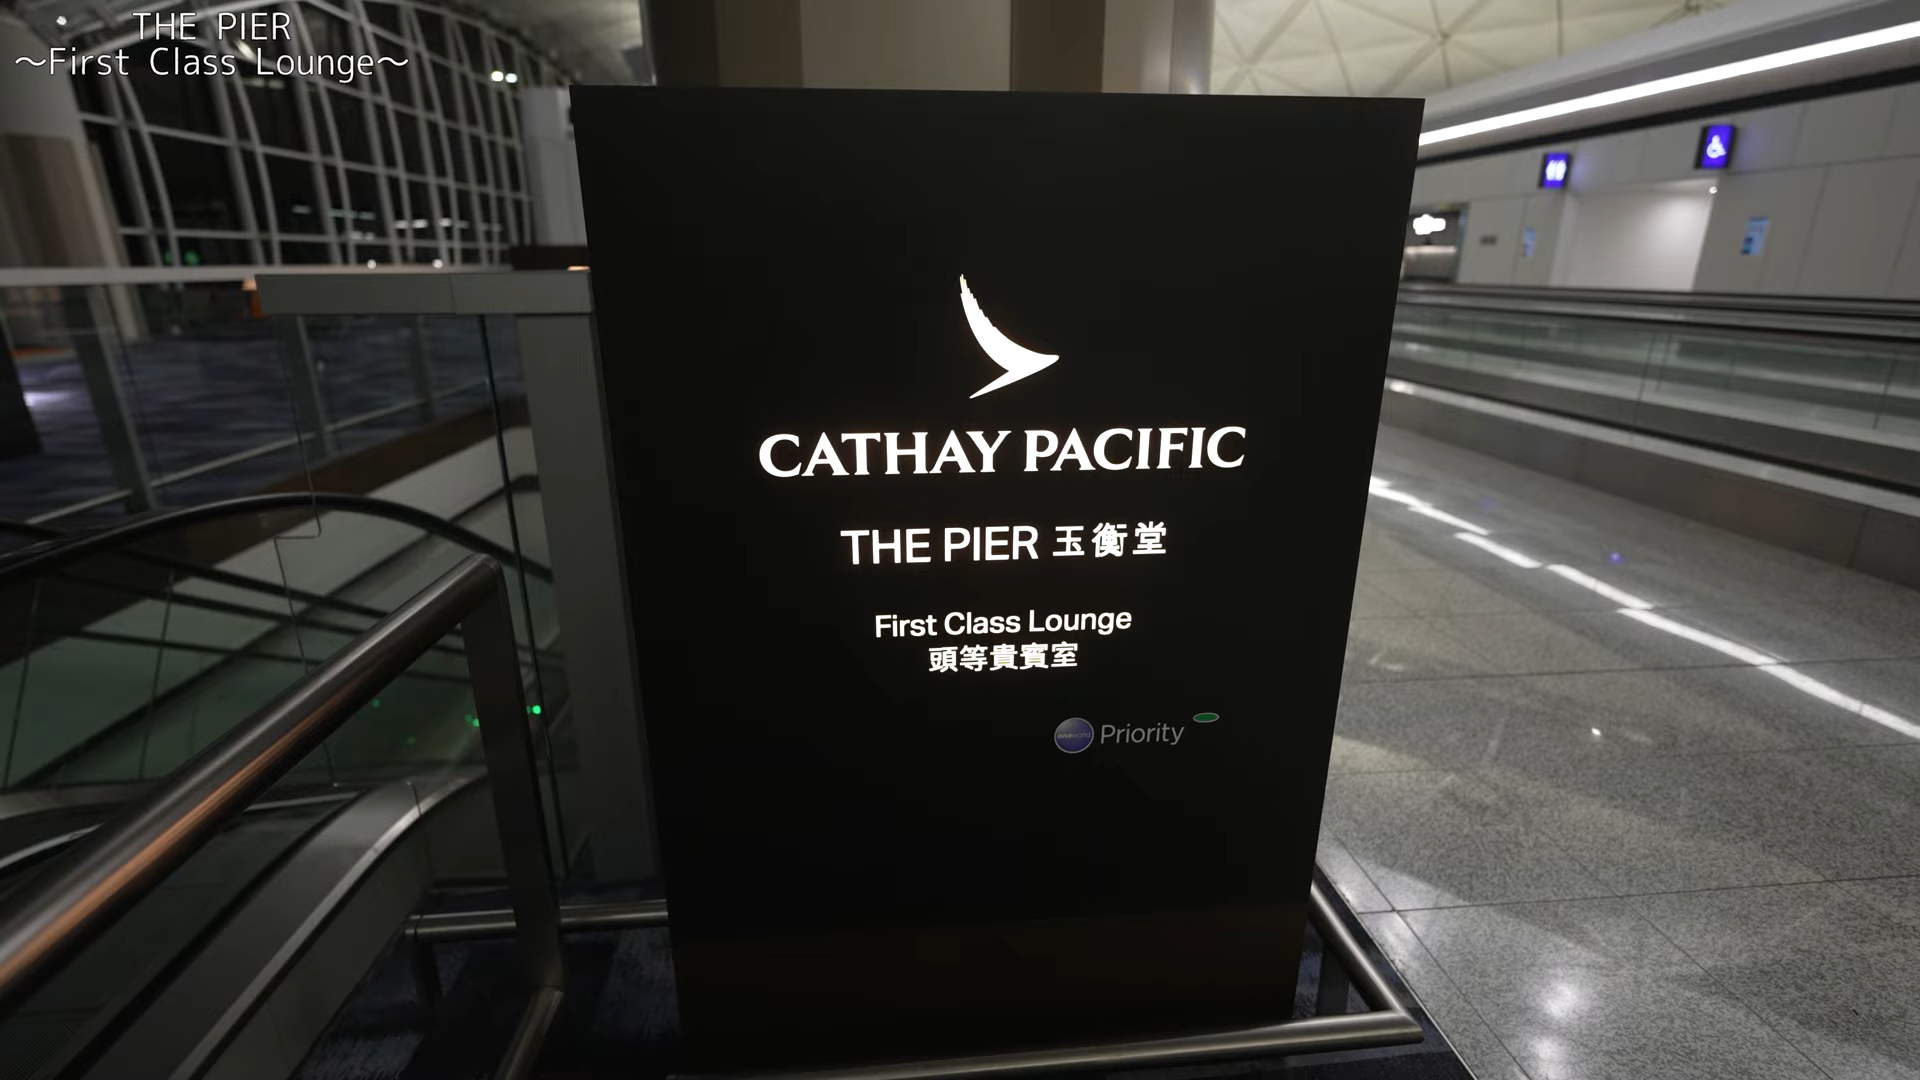 THE PIER
～First Class Lounge～
CATHAY PACIFIC
THE PIER 玉衡堂
First Class Lounge
頭等貴賓室
oneworld Priority